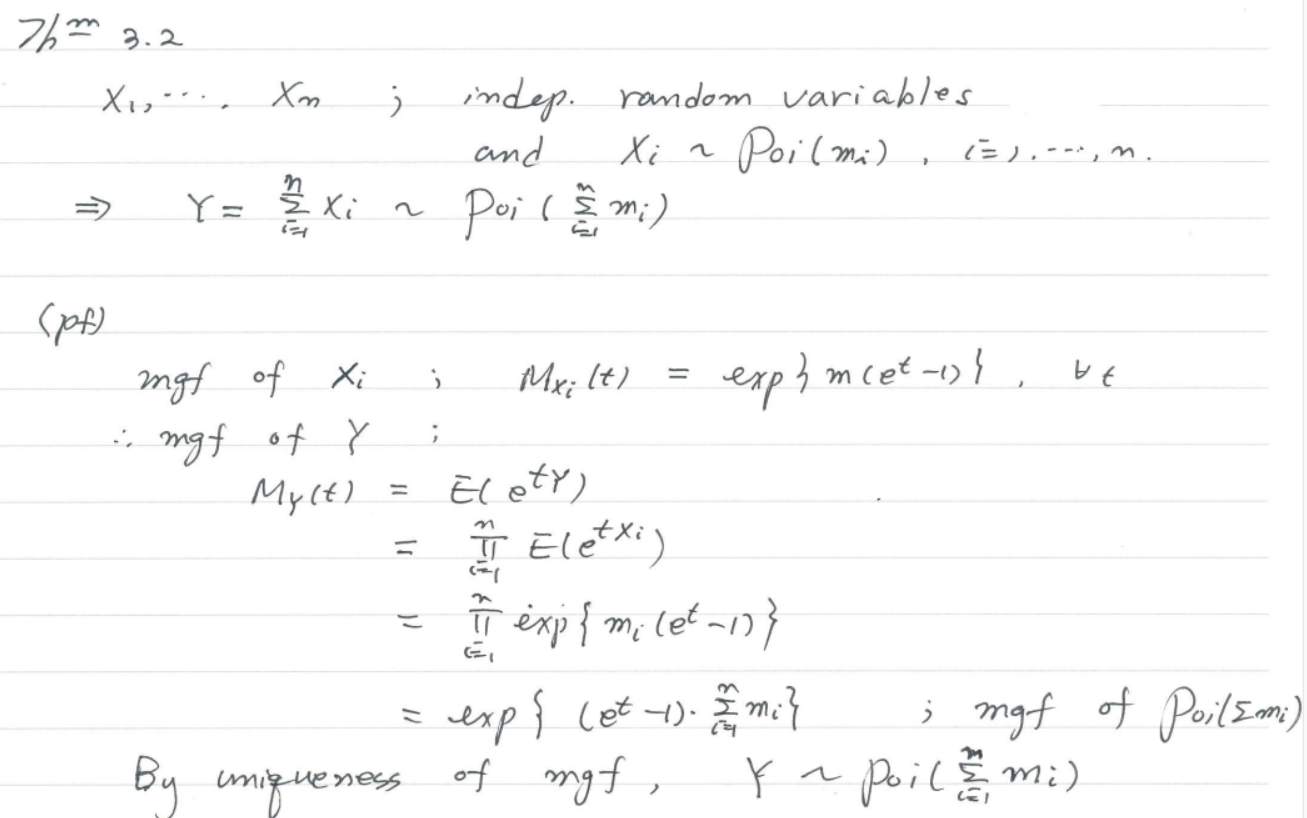 Thm 3.2
X₁, ···, Xₙ ; indep. random variables
and Xᵢ ~ Poi(mᵢ), i=1, ···, n.
⇒ Y = Σᵢ₌₁ⁿ Xᵢ ~ Poi(Σᵢ₌₁ⁿ mᵢ)
(pf)
mgf of Xᵢ ; M_{Xᵢ}(t) = exp{m(eᵗ-1)}, ∀t
∴ mgf of Y ;
M_Y(t) = E(e^{tY})
= Πᵢ₌₁ⁿ E(e^{tXᵢ})
= Πᵢ₌₁ⁿ exp{mᵢ(eᵗ-1)}
= exp{(eᵗ-1)·Σᵢ₌₁ⁿ mᵢ} ; mgf of Poi(Σmᵢ)
By uniqueness of mgf, Y ~ Poi(Σᵢ₌₁ⁿ mᵢ)